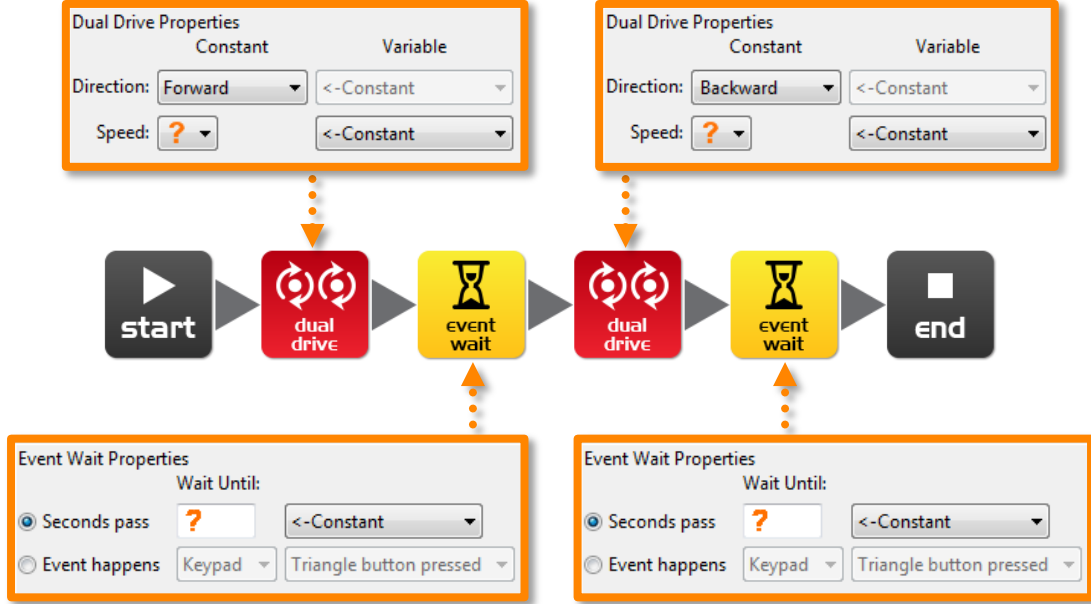 Dual Drive Properties
Constant Variable
Direction: Forward <-Constant
Speed: ? <-Constant
Dual Drive Properties
Constant Variable
Direction: Backward <-Constant
Speed: ? <-Constant
start
dual
drive
event
wait
dual
drive
event
wait
end
Event Wait Properties
Wait Until:
Seconds pass ? <-Constant
Event happens Keypad Triangle button pressed
Event Wait Properties
Wait Until:
Seconds pass ? <-Constant
Event happens Keypad Triangle button pressed